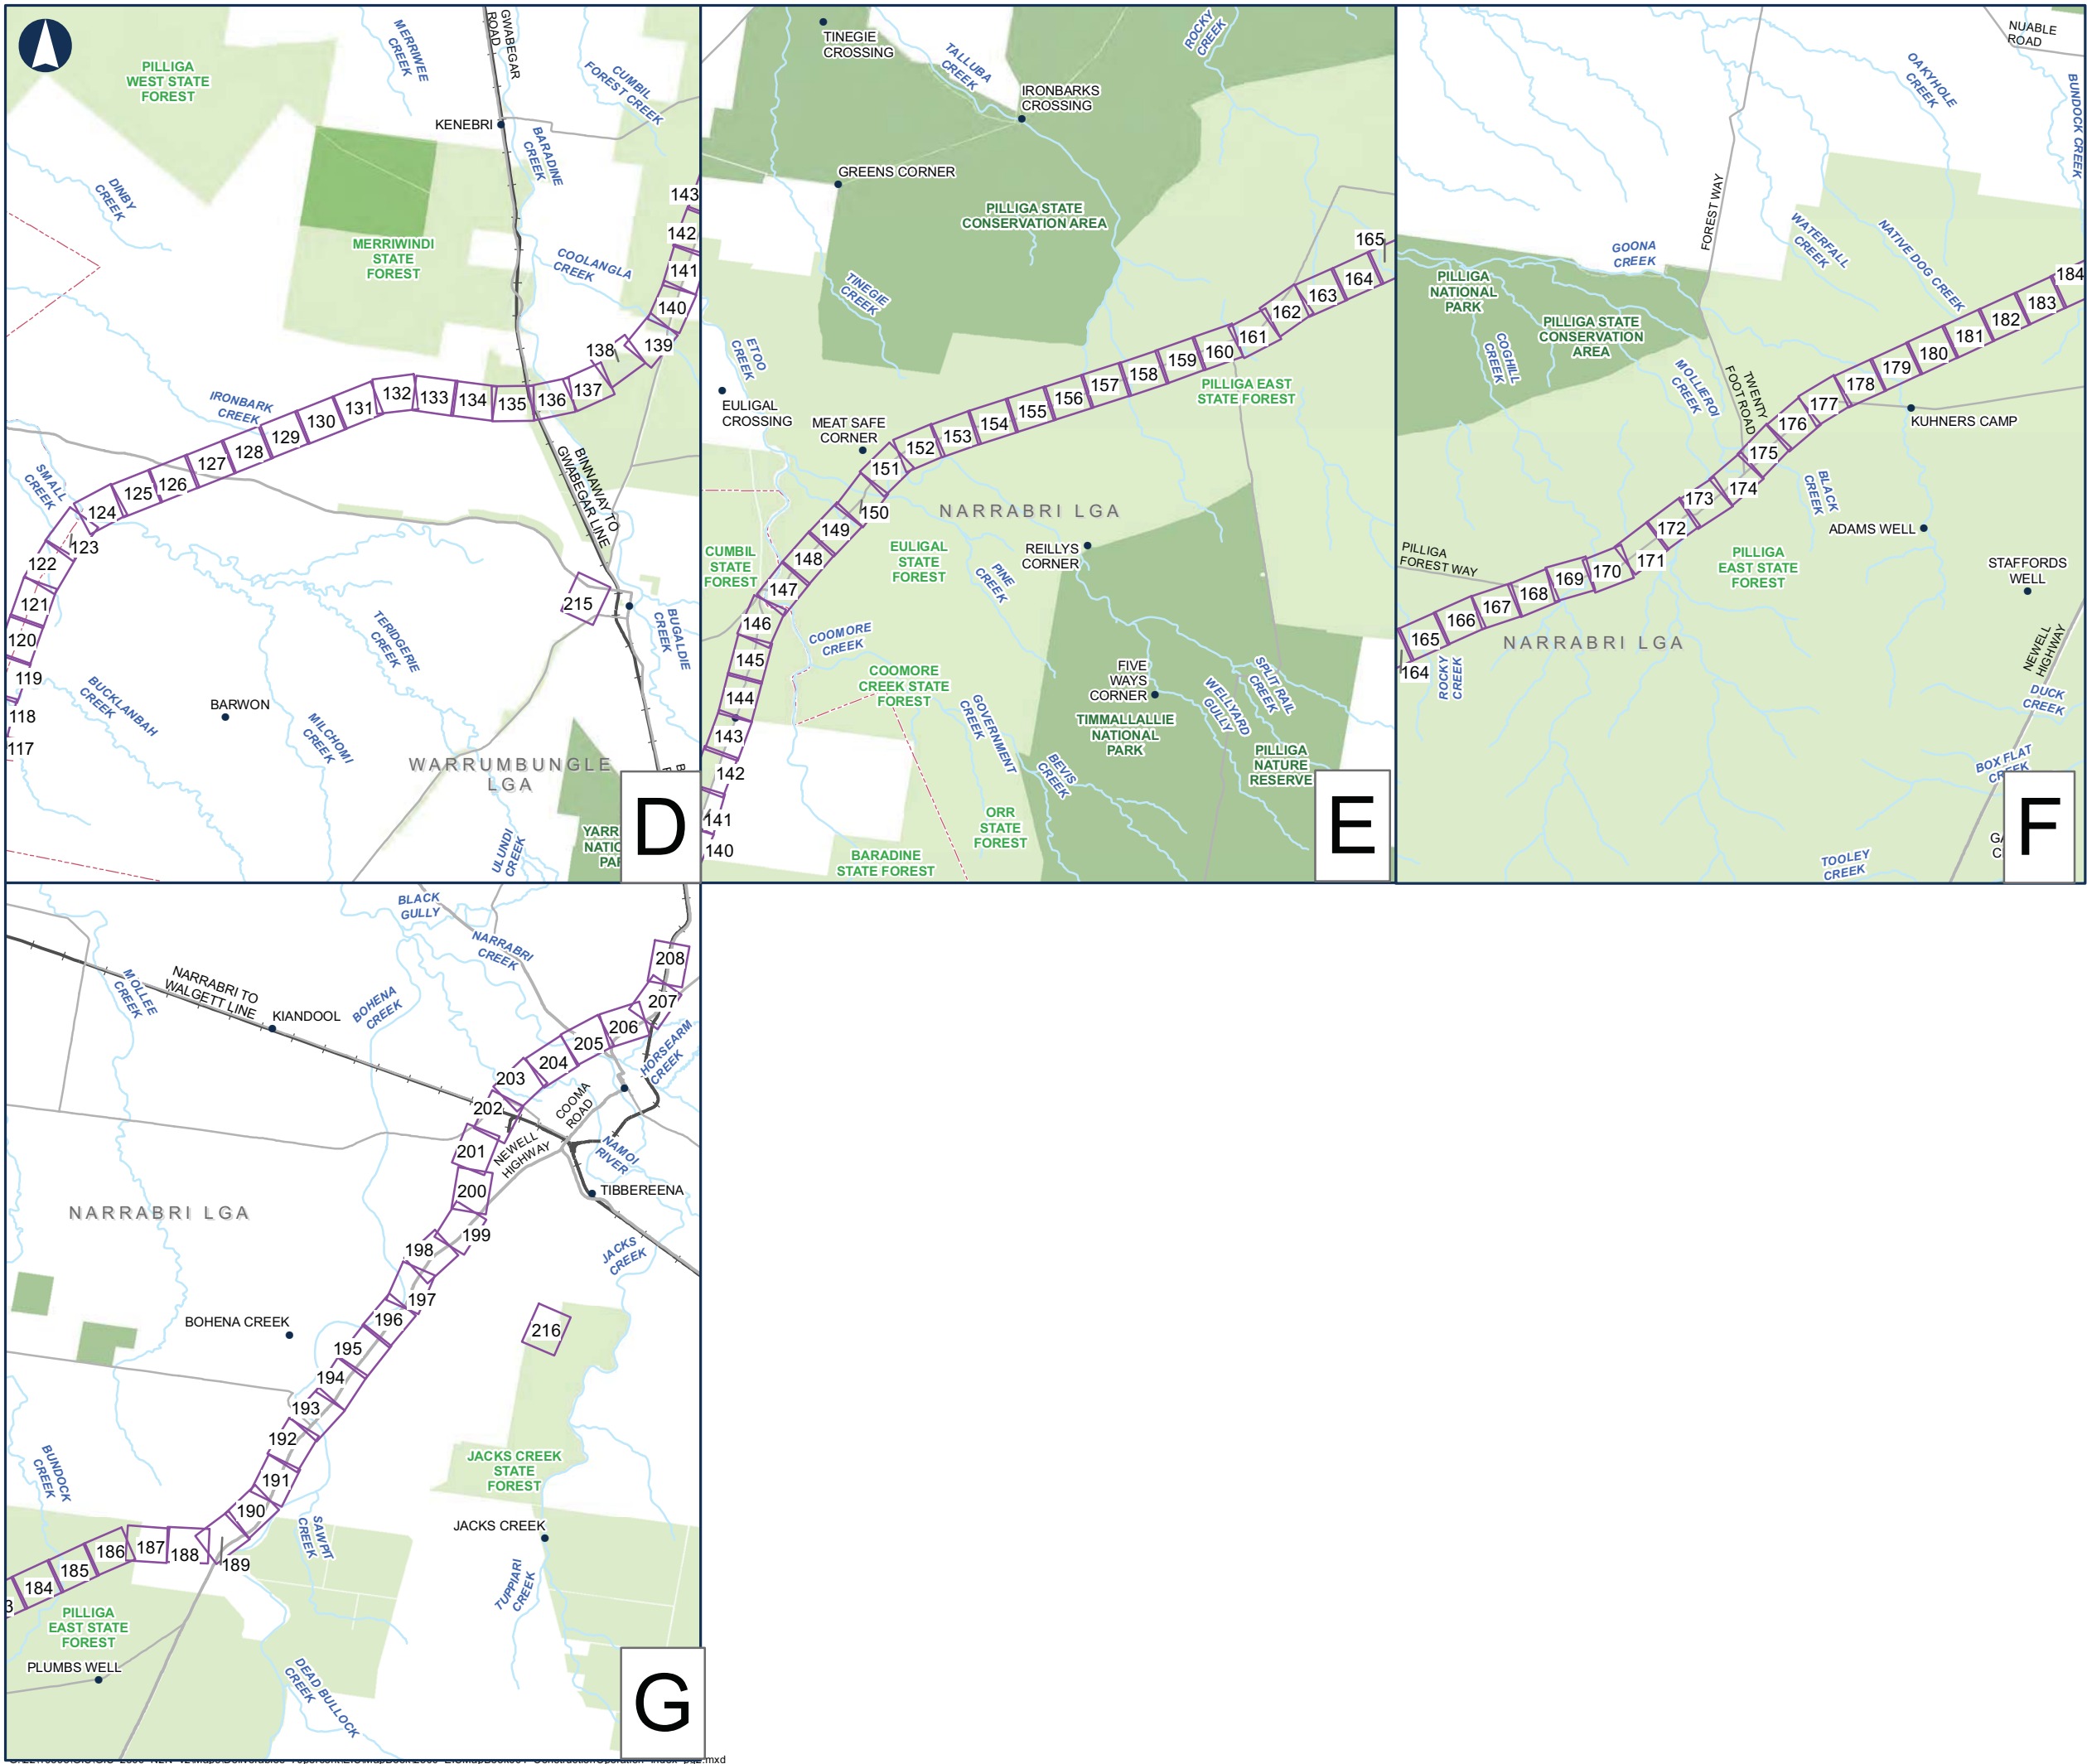 PILLIGA
WEST STATE
FOREST
MERRIWEE
CREEK
GWABEGAR
ROAD
CUMBIL
FOREST CREEK
KENEBRI
BARADINE
CREEK
DINBY
CREEK
MERRIWINDI
STATE
FOREST
COOLANGLA
CREEK
143
142
141
140
139
138
137
136
135
134
133
132
131
130
129
128
127
126
125
124
123
122
121
120
119
118
117
IRONBARK
CREEK
SMALL
CREEK
BINNAWAY TO
GWABEGAR LINE
215
TERIDGERIE
CREEK
BUGALDIE
CREEK
BUCKLANBAH
CREEK
BARWON
MILCHOMI
CREEK
WARRUMBUNGLE
LGA
ULUNDI
CREEK
YARR
NATIO
PAR
D
TINEGIE
CROSSING
TALLUBA
CREEK
ROCKY
CREEK
IRONBARKS
CROSSING
GREENS CORNER
PILLIGA STATE
CONSERVATION AREA
TINEGIE
CREEK
ETOO
CREEK
EULIGAL
CROSSING
MEAT SAFE
CORNER
165
164
163
162
161
160
159
158
157
156
155
154
153
152
151
150
149
148
147
146
145
144
143
142
141
140
PILLIGA EAST
STATE FOREST
NARRABRI LGA
CUMBIL
STATE
FOREST
EULIGAL
STATE
FOREST
REILLYS
CORNER
PINE
CREEK
COOMORE
CREEK
COOMORE
CREEK STATE
FOREST
GOVERNMENT
CREEK
FIVE
WAYS
CORNER
TIMMALLALLIE
NATIONAL
PARK
WELLYARD
GULLY
SPLIT RAIL
CREEK
PILLIGA
NATURE
RESERVE
BEVIS
CREEK
ORR
STATE
FOREST
BARADINE
STATE FOREST
E
NUABLE
ROAD
OAKYHOLE
CREEK
BUNDOCK CREEK
FOREST WAY
GOONA
CREEK
WATERFALL
CREEK
NATIVE DOG CREEK
PILLIGA
NATIONAL
PARK
PILLIGA STATE
CONSERVATION
AREA
COGHILL
CREEK
MOLLIEROI
CREEK
TWENTY
FOOT ROAD
184
183
182
181
180
179
178
177
176
175
174
173
172
171
170
169
168
167
166
165
164
KUHNERS CAMP
BLACK
CREEK
ADAMS WELL
PILLIGA
FOREST WAY
PILLIGA
EAST STATE
FOREST
STAFFORDS
WELL
NARRABRI LGA
ROCKY
CREEK
NEWELL
HIGHWAY
DUCK
CREEK
BOX FLAT
CREEK
TOOLEY
CREEK
F
BLACK
GULLY
NARRABRI
CREEK
MOLLEE
CREEK
NARRABRI TO
WALGETT LINE
KIANDOOL
BOHENA
CREEK
208
207
206
205
204
203
202
201
200
199
198
197
196
195
194
193
192
191
190
189
188
187
186
185
184
3
HORSEARM
CREEK
COOMA
ROAD
NEWELL
HIGHWAY
NAMOI
RIVER
TIBBEREENA
NARRABRI LGA
JACKS
CREEK
216
BOHENA CREEK
JACKS CREEK
STATE
FOREST
BUNDOCK
CREEK
SAWPIT
CREEK
JACKS CREEK
TUPPIARI
CREEK
PILLIGA
EAST STATE
FOREST
PLUMBS WELL
DEAD BULLOCK
CREEK
G